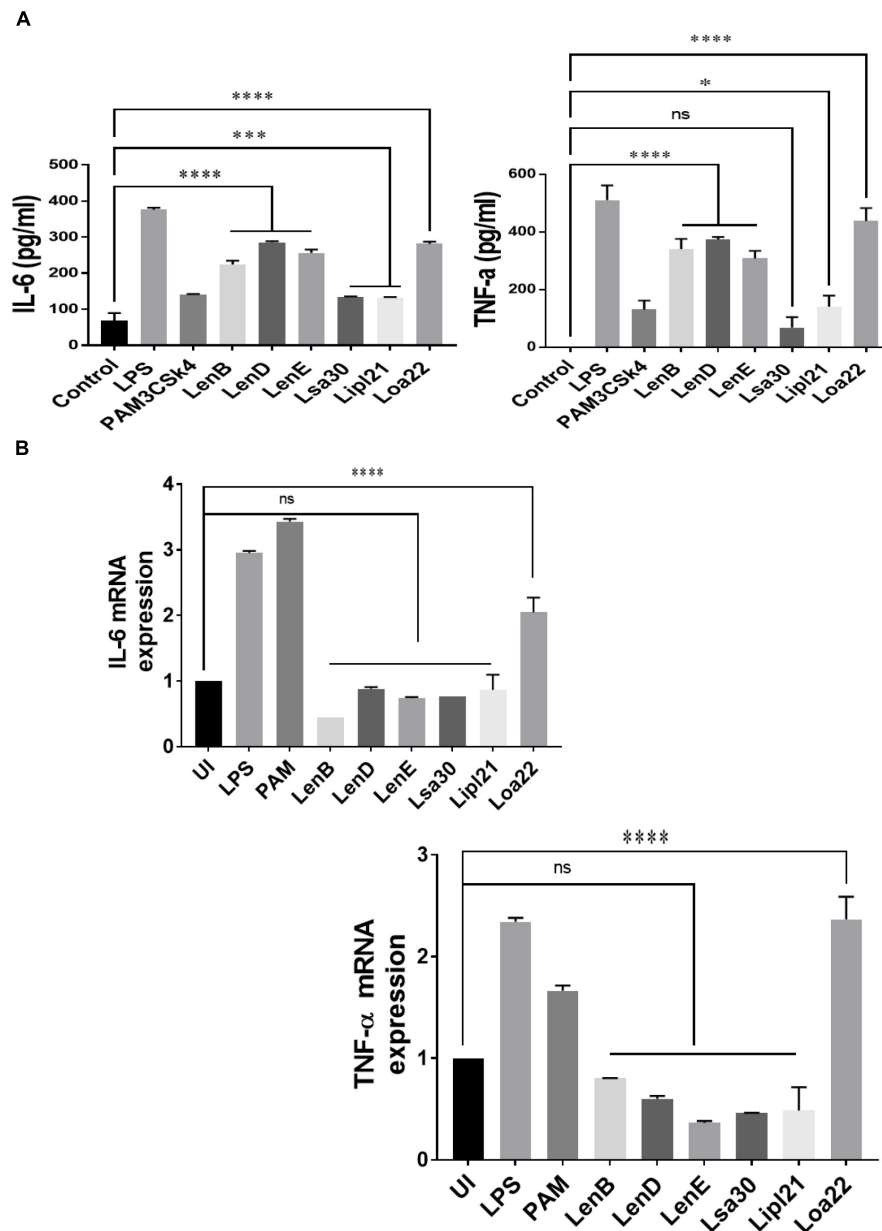 A
****
***
****
IL-6 (pg/ml)
500
400
300
200
100
0
Control
LPS
PAM3CSk4
LenB
LenD
LenE
Lsa30
Lipl21
Loa22
****
*
ns
****
TNF-a (pg/ml)
600
400
200
0
Control
LPS
PAM3CSk4
LenB
LenD
LenE
Lsa30
Lipl21
Loa22
B
****
ns
IL-6 mRNA
expression
4
3
2
1
0
UI
LPS
PAM
LenB
LenD
LenE
Lsa30
Lipl21
Loa22
****
ns
TNF-α mRNA
expression
3
2
1
0
UI
LPS
PAM
LenB
LenD
LenE
Lsa30
Lipl21
Loa22